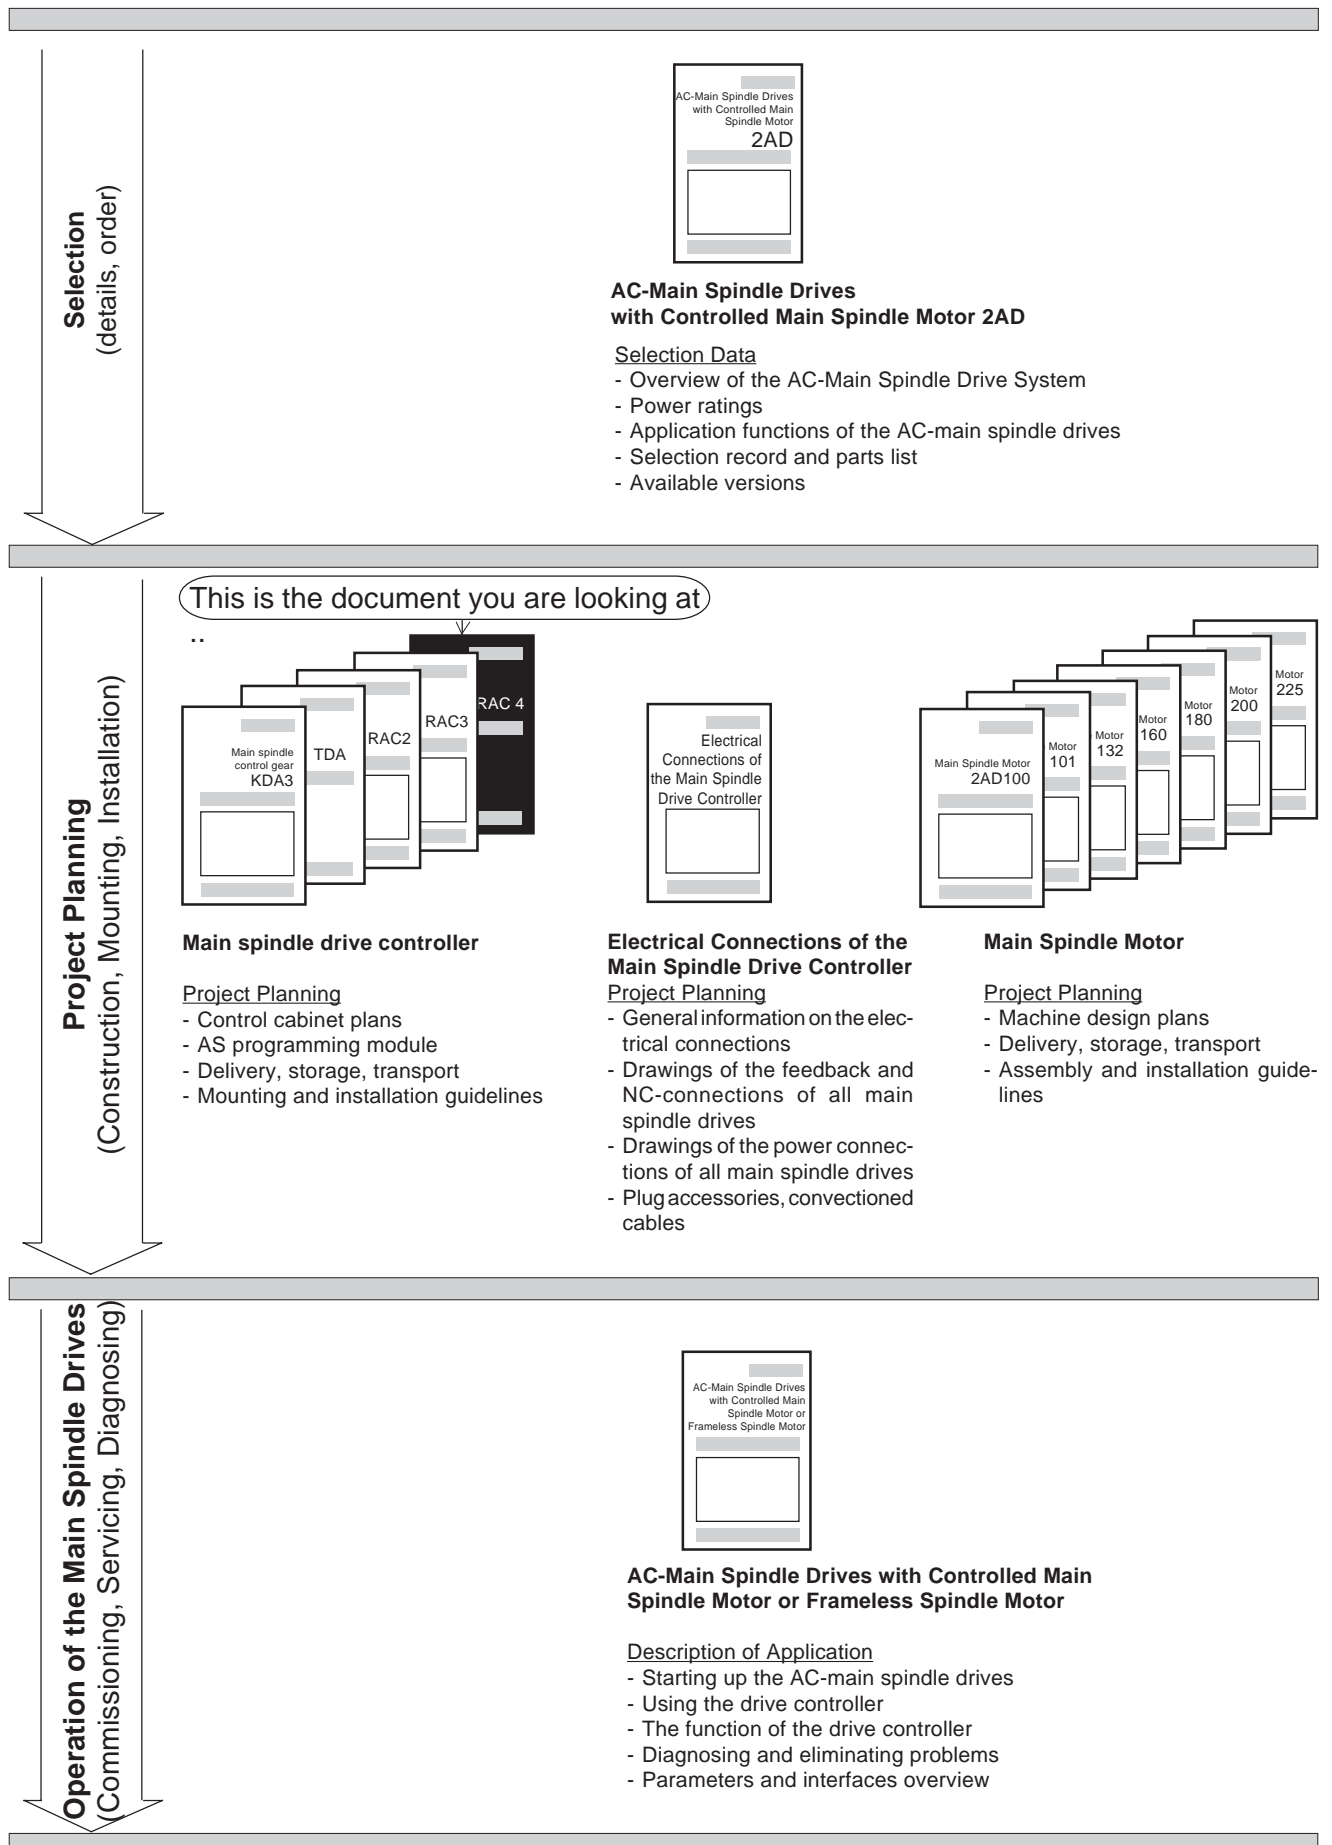 Selection
(details, order)
AC-Main Spindle Drives
with Controlled Main
Spindle Motor
2AD
AC-Main Spindle Drives
with Controlled Main Spindle Motor 2AD
Selection Data
- Overview of the AC-Main Spindle Drive System
- Power ratings
- Application functions of the AC-main spindle drives
- Selection record and parts list
- Available versions
Project Planning
(Construction, Mounting, Installation)
This is the document you are looking at
..
Main spindle
control gear
KDA3
TDA
RAC2
RAC3
RAC 4
Electrical
Connections of
the Main Spindle
Drive Controller
Main Spindle Motor
2AD100
Motor
101
Motor
132
Motor
160
Motor
180
Motor
200
Motor
225
Main spindle drive controller
Project Planning
- Control cabinet plans
- AS programming module
- Delivery, storage, transport
- Mounting and installation guidelines
Electrical Connections of the
Main Spindle Drive Controller
Project Planning
- General information on the elec-
trical connections
- Drawings of the feedback and
NC-connections of all main
spindle drives
- Drawings of the power connec-
tions of all main spindle drives
- Plug accessories, convectioned
cables
Main Spindle Motor
Project Planning
- Machine design plans
- Delivery, storage, transport
- Assembly and installation guide-
lines
Operation of the Main Spindle Drives
(Commissioning, Servicing, Diagnosing)
AC-Main Spindle Drives
with Controlled Main
Spindle Motor or
Frameless Spindle Motor
AC-Main Spindle Drives with Controlled Main
Spindle Motor or Frameless Spindle Motor
Description of Application
- Starting up the AC-main spindle drives
- Using the drive controller
- The function of the drive controller
- Diagnosing and eliminating problems
- Parameters and interfaces overview